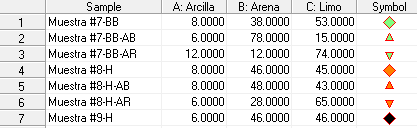 Sample A: Arcilla B: Arena C: Limo Symbol
1 Muestra #7-BB 8.0000 38.0000 53.0000
2 Muestra #7-BB-AB 6.0000 78.0000 15.0000
3 Muestra #7-BB-AR 12.0000 12.0000 74.0000
4 Muestra #8-H 8.0000 46.0000 45.0000
5 Muestra #8-H-AB 8.0000 48.0000 43.0000
6 Muestra #8-H-AR 6.0000 28.0000 65.0000
7 Muestra #9-H 6.0000 46.0000 46.0000